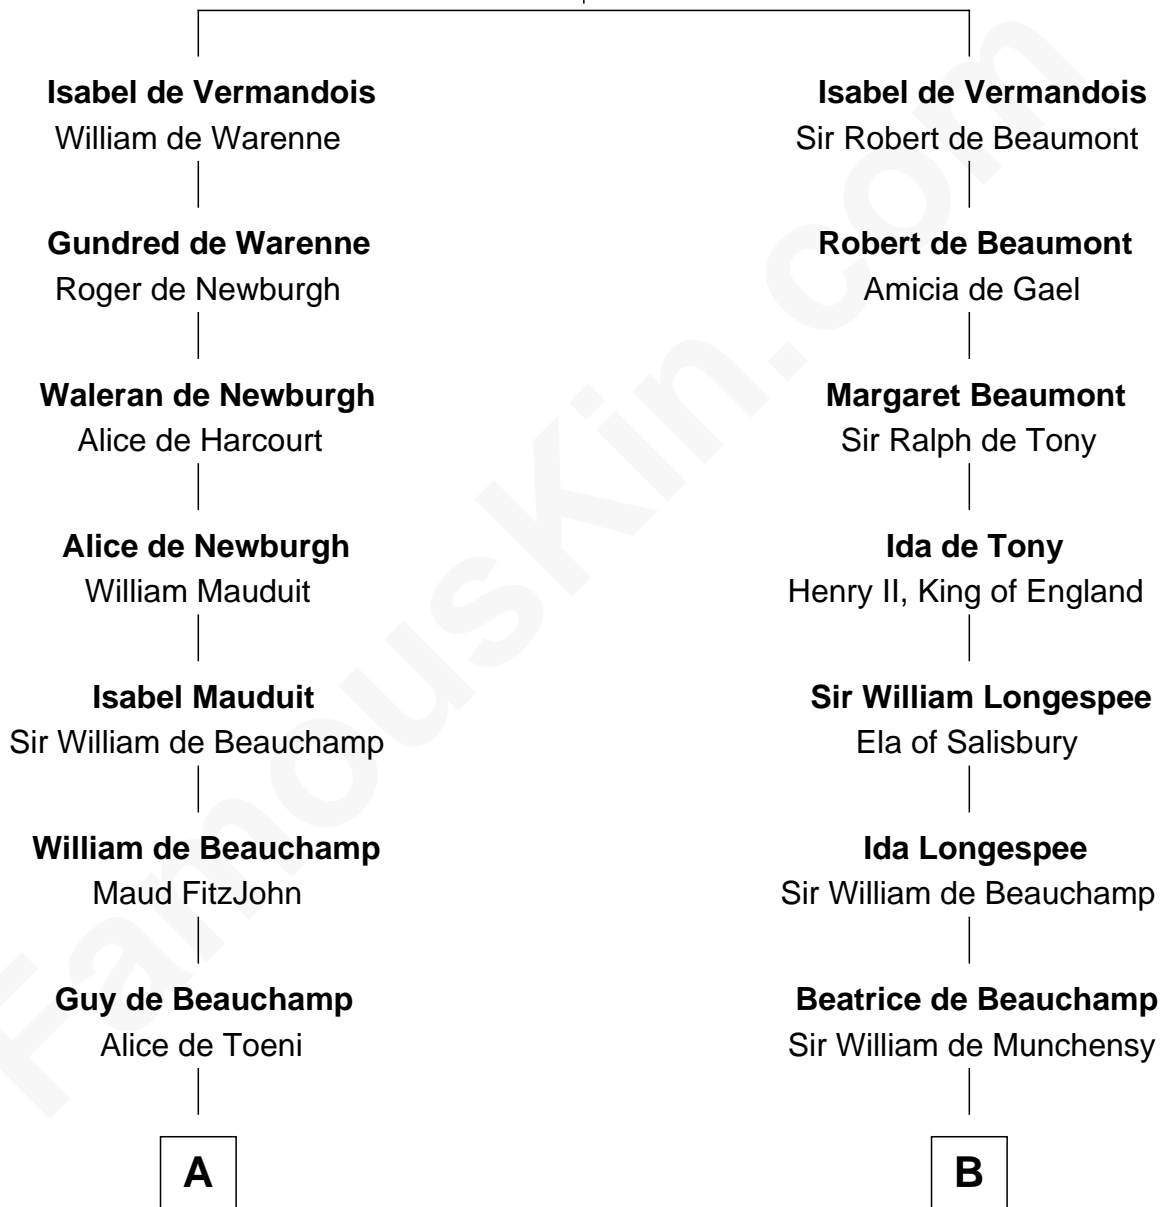 Isabel de Vermandois
William de Warenne
Gundred de Warenne
Roger de Newburgh
Waleran de Newburgh
Alice de Harcourt
Alice de Newburgh
William Mauduit
Isabel Mauduit
Sir William de Beauchamp
William de Beauchamp
Maud FitzJohn
Guy de Beauchamp
Alice de Toeni
A
Isabel de Vermandois
Sir Robert de Beaumont
Robert de Beaumont
Amicia de Gael
Margaret Beaumont
Sir Ralph de Tony
Ida de Tony
Henry II, King of England
Sir William Longespee
Ela of Salisbury
Ida Longespee
Sir William de Beauchamp
Beatrice de Beauchamp
Sir William de Munchensy
B
FamousKin.com